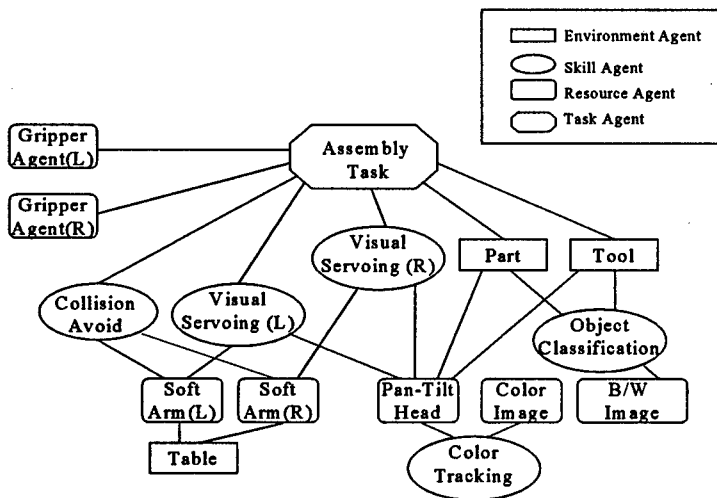 Environment Agent
Skill Agent
Resource Agent
Task Agent
Gripper
Agent(L)
Assembly
Task
Gripper
Agent(R)
Visual
Servoing (R)
Part
Tool
Collision
Avoid
Visual
Servoing (L)
Object
Classification
Soft
Arm(L)
Soft
Arm(R)
Pan-Tilt
Head
Color
Image
B/W
Image
Table
Color
Tracking